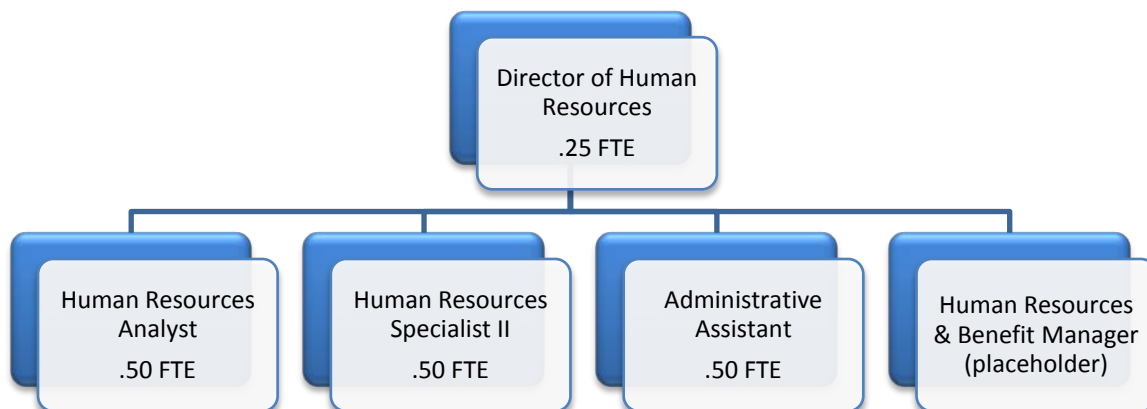 Director of Human
Resources
.25 FTE
Human Resources
Analyst
.50 FTE
Human Resources
Specialist II
.50 FTE
Administrative
Assistant
.50 FTE
Human Resources
& Benefit Manager
(placeholder)